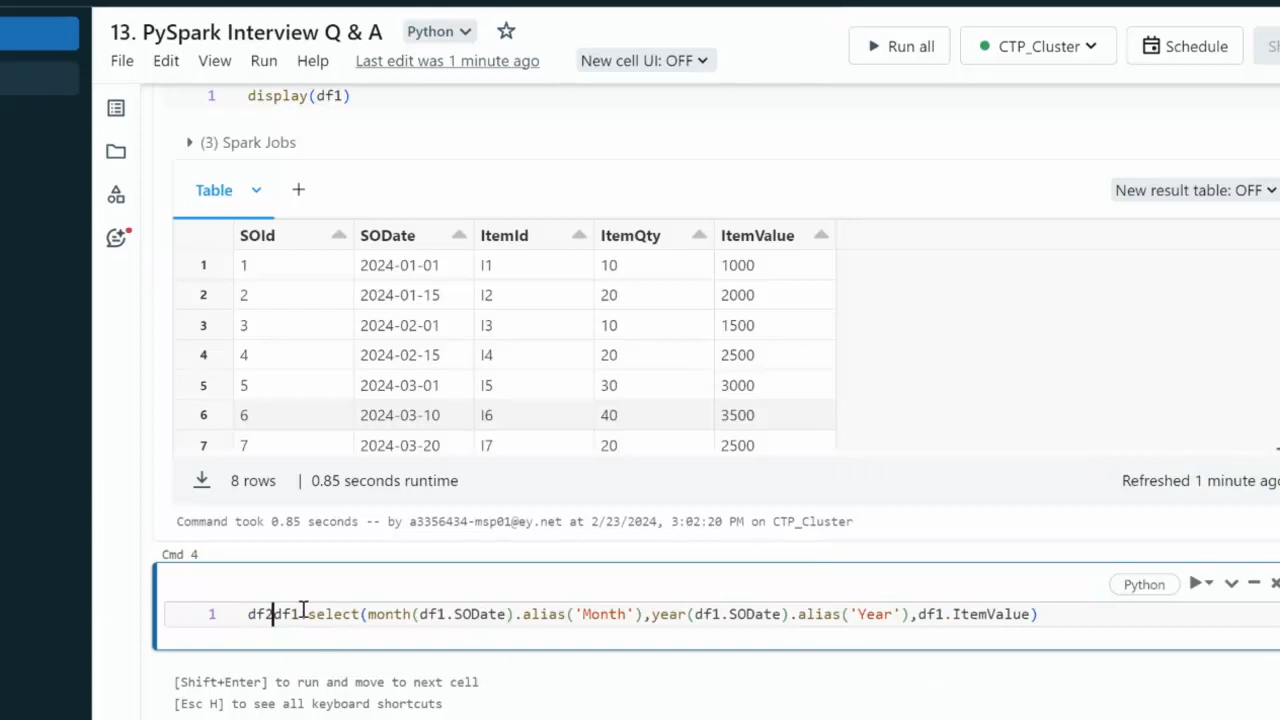 13. PySpark Interview Q & A Python
Run all CTP_Cluster Schedule
File Edit View Run Help Last edit was 1 minute ago New cell UI: OFF
1 display(df1)
(3) Spark Jobs
Table + New result table: OFF
SOId SODate ItemId ItemQty ItemValue
1 1 2024-01-01 I1 10 1000
2 2 2024-01-15 I2 20 2000
3 3 2024-02-01 I3 10 1500
4 4 2024-02-15 I4 20 2500
5 5 2024-03-01 I5 30 3000
6 6 2024-03-10 I6 40 3500
7 7 2024-03-20 I7 20 2500
8 rows | 0.85 seconds runtime Refreshed 1 minute ago
Command took 0.85 seconds -- by a3356434-msp01@ey.net at 2/23/2024, 3:02:20 PM on CTP_Cluster
Cmd 4
Python
1 df2df1.select(month(df1.SODate).alias('Month'),year(df1.SODate).alias('Year'),df1.ItemValue)
[Shift+Enter] to run and move to next cell
[Esc H] to see all keyboard shortcuts